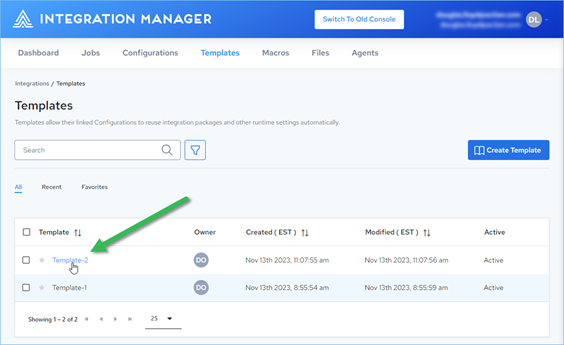 INTEGRATION MANAGER
Switch To Old Console
DL
Dashboard Jobs Configurations Templates Macros Files Agents
Integrations / Templates
Templates
Templates allow their linked Configurations to reuse integration packages and other runtime settings automatically.
Search
Create Template
All Recent Favorites
Template Owner Created ( EST ) Modified ( EST ) Active
Template-2 DO Nov 13th 2023, 11:07:55 am Nov 13th 2023, 11:07:56 am Active
Template-1 DO Nov 13th 2023, 8:55:54 am Nov 13th 2023, 8:55:59 am Active
Showing 1 – 2 of 2 25